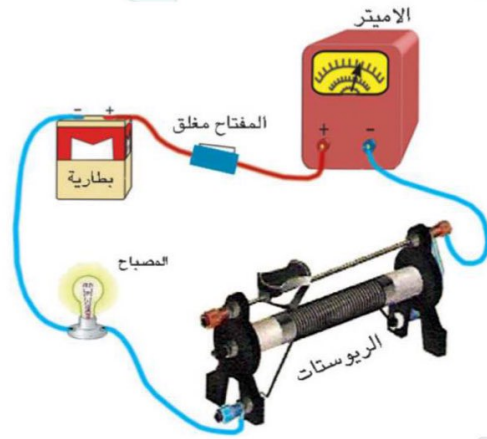 الاميتر
المفتاح مغلق
- +
+ -
بطارية
المصباح
الريوستات